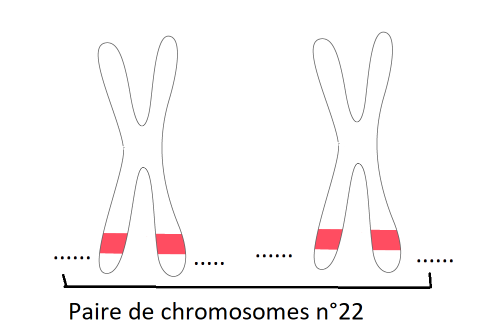 ...... ..... ...... ......
Paire de chromosomes n°22